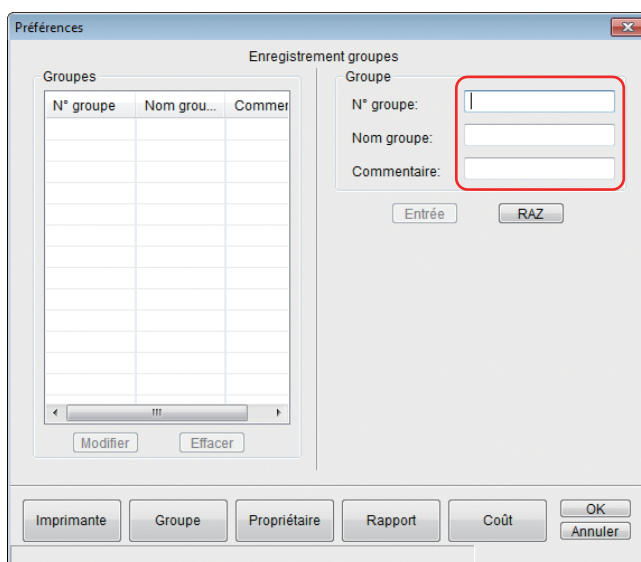 Préférences
Enregistrement groupes
Groupes
N° groupe Nom grou... Commer
Modifier Effacer
Groupe
N° groupe:
Nom groupe:
Commentaire:
Entrée RAZ
Imprimante Groupe Propriétaire Rapport Coût OK
Annuler